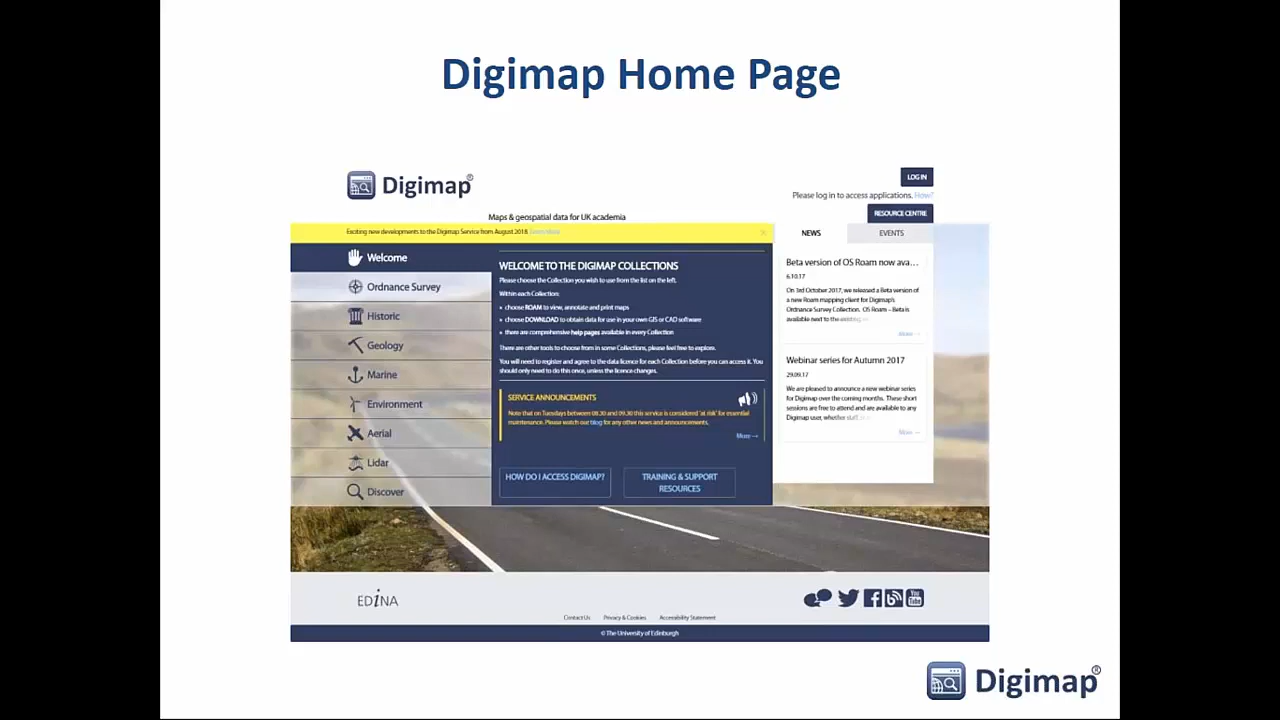 Digimap Home Page
Digimap®
LOG IN
Please log in to access applications. How?
RESOURCE CENTRE
Maps & geospatial data for UK academia
Exciting new developments to the Digimap Service from August 2018. Learn More
×
NEWS
EVENTS
Welcome
Ordnance Survey
Historic
Geology
Marine
Environment
Aerial
Lidar
Discover
WELCOME TO THE DIGIMAP COLLECTIONS
Please choose the Collection you wish to use from the list on the left.
Within each Collection:
• choose ROAM to view, annotate and print maps
• choose DOWNLOAD to obtain data for use in your own GIS or CAD software
• there are comprehensive help pages available in every Collection
There are other tools to choose from in some Collections, please feel free to explore.
You will need to register and agree to the data licence for each Collection before you can access it. You
should only need to do this once, unless the licence changes.
SERVICE ANNOUNCEMENTS
Note that on Tuesdays between 08.30 and 09.30 this service is considered 'at risk' for essential
maintenance. Please watch our blog for any other news and announcements.
More →
HOW DO I ACCESS DIGIMAP?
TRAINING & SUPPORT
RESOURCES
Beta version of OS Roam now ava...
6.10.17
On 3rd October 2017, we released a Beta version of
a new Roam mapping client for Digimap's
Ordnance Survey Collection. OS Roam – Beta is
available next to the existing
More →
Webinar series for Autumn 2017
29.09.17
We are pleased to announce a new webinar series
for Digimap over the coming months. These short
sessions are free to attend and are available to any
Digimap user, whether staff
More →
EDINA
You
Tube
Contact Us
Privacy & Cookies
Accessibility Statement
© The University of Edinburgh
Digimap®